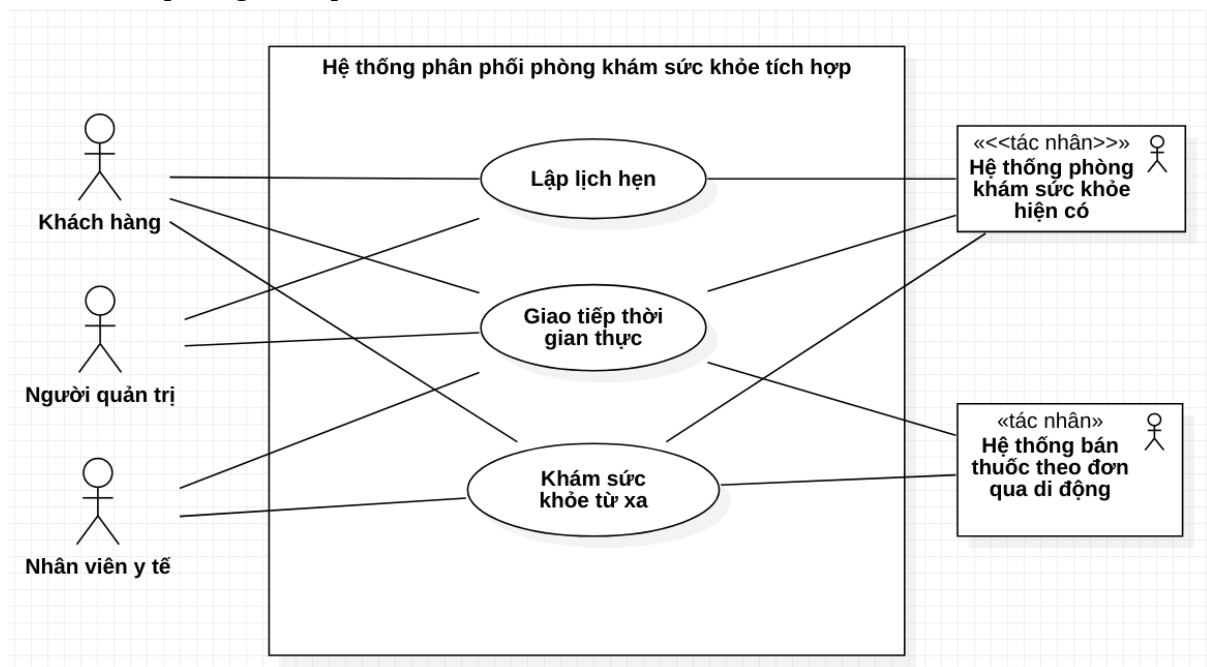 Hệ thống phân phối phòng khám sức khỏe tích hợp
Khách hàng
Người quản trị
Nhân viên y tế
Lập lịch hẹn
Giao tiếp thời
gian thực
Khám sức
khỏe từ xa
«<<tác nhân>>»
Hệ thống phòng
khám sức khỏe
hiện có
«tác nhân»
Hệ thống bán
thuốc theo đơn
qua di động